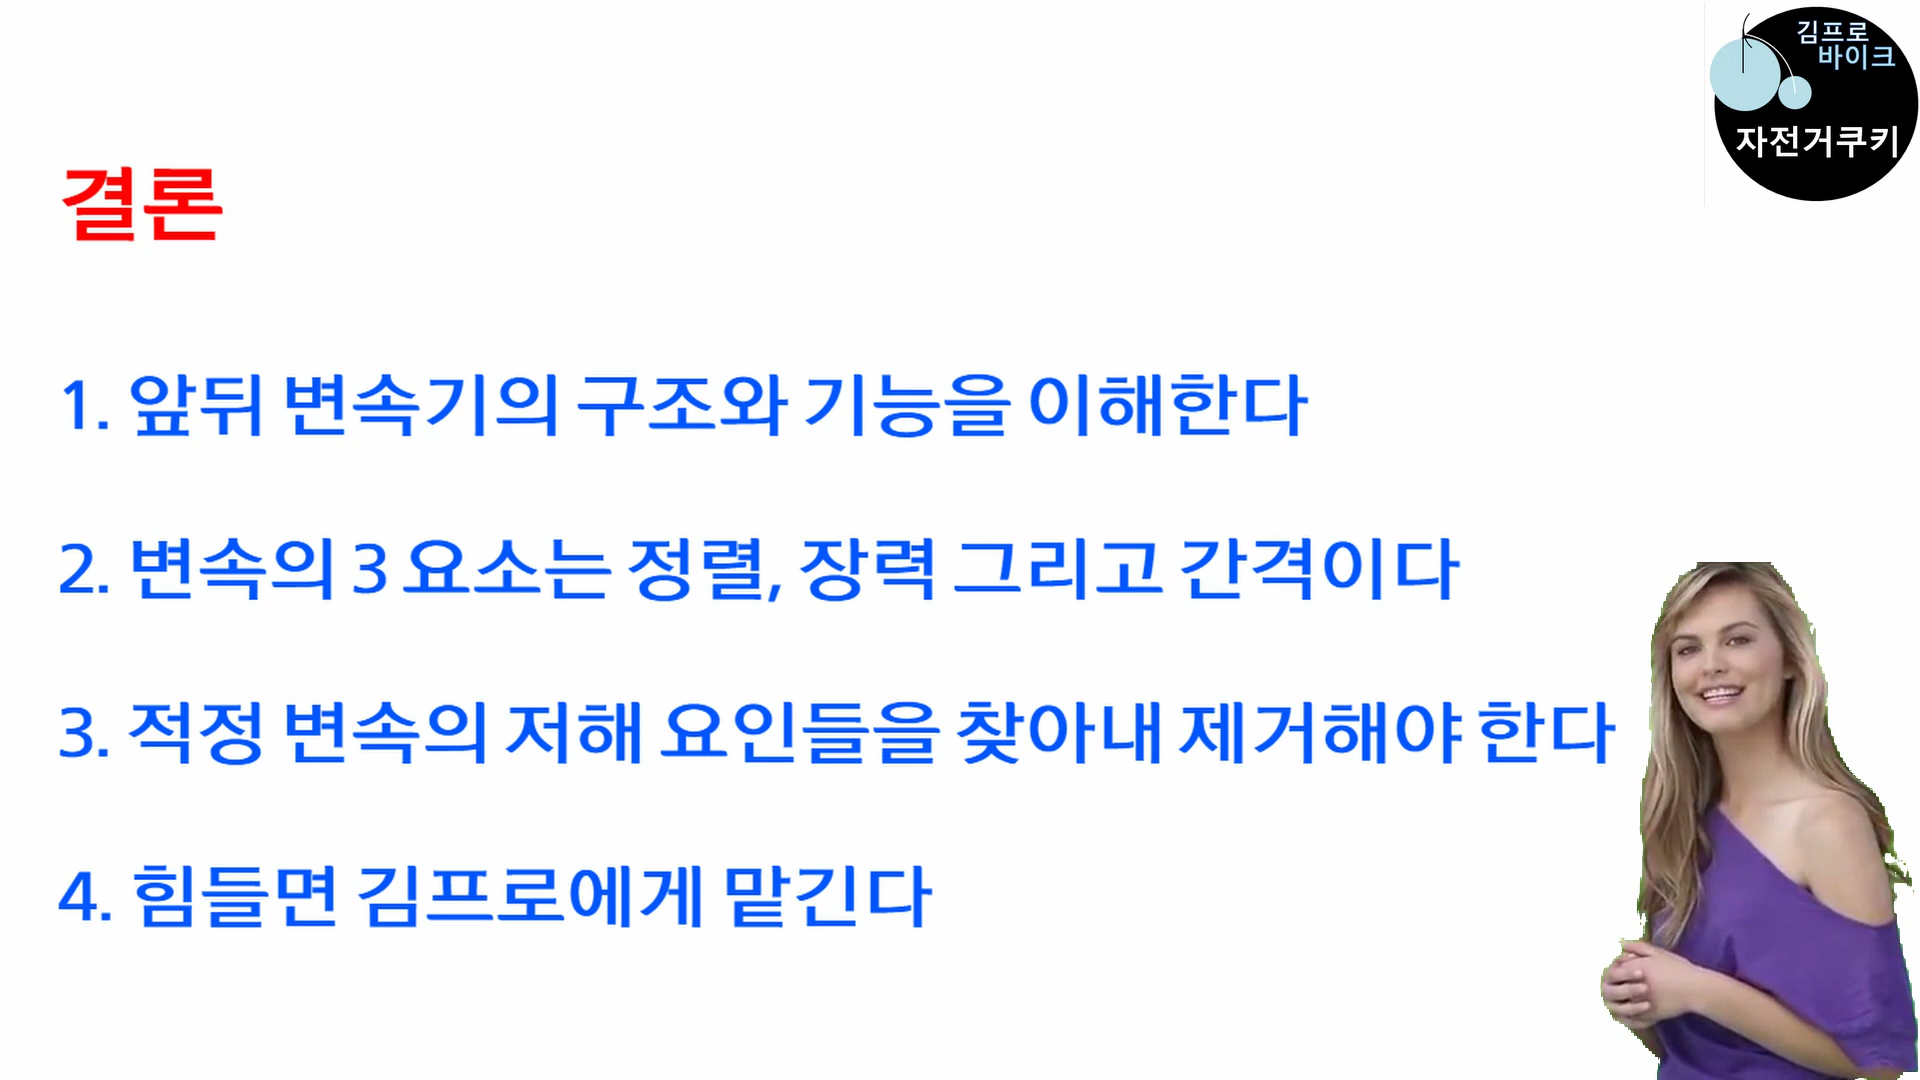 김프로
바이크
자전거쿠키
결론
1. 앞뒤 변속기의 구조와 기능을 이해한다
2. 변속의 3 요소는 정렬, 장력 그리고 간격이다
3. 적정 변속의 저해 요인들을 찾아내 제거해야 한다
4. 힘들면 김프로에게 맡긴다